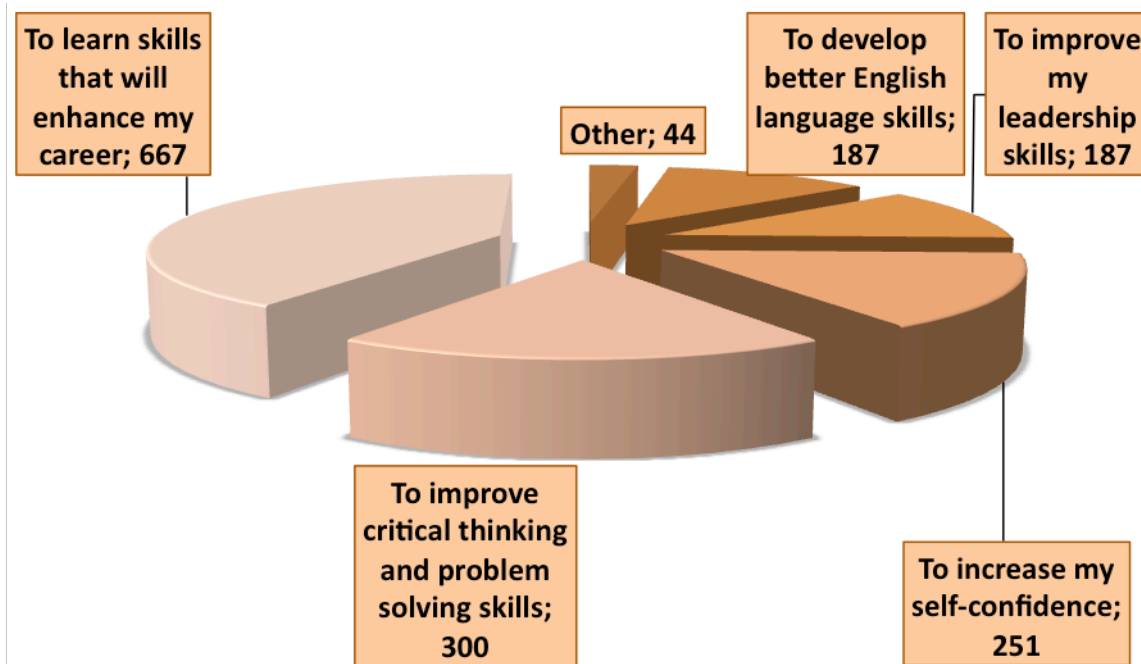 To learn skills
that will
enhance my
career; 667
Other; 44
To develop
better English
language skills;
187
To improve
my
leadership
skills; 187
To improve
critical thinking
and problem
solving skills;
300
To increase my
self-confidence;
251